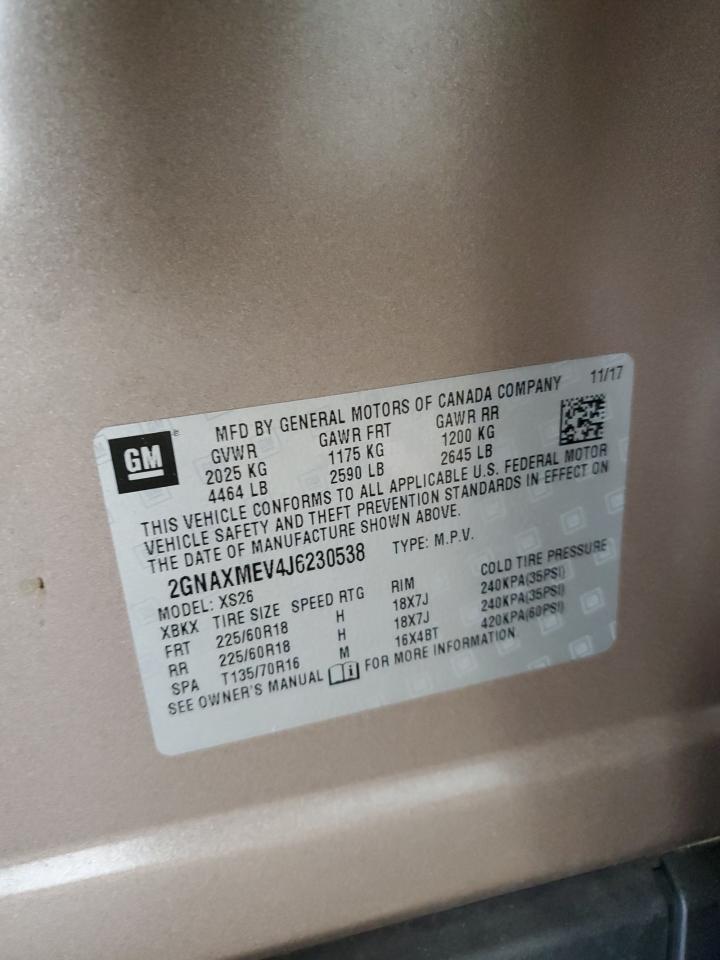 11/17
MFD BY GENERAL MOTORS OF CANADA COMPANY
GM®
GVWR GAWR FRT GAWR RR
2025 KG 1175 KG 1200 KG
4464 LB 2590 LB 2645 LB
THIS VEHICLE CONFORMS TO ALL APPLICABLE U.S. FEDERAL MOTOR
VEHICLE SAFETY AND THEFT PREVENTION STANDARDS IN EFFECT ON
THE DATE OF MANUFACTURE SHOWN ABOVE.
2GNAXMEV4J6230538 TYPE: M.P.V.
MODEL: XS26
XBKX TIRE SIZE SPEED RTG RIM COLD TIRE PRESSURE
FRT 225/60R18 H 18X7J 240KPA(35PSI)
RR 225/60R18 H 18X7J 240KPA(35PSI)
SPA T135/70R16 M 16X4BT 420KPA(60PSI)
SEE OWNER'S MANUAL FOR MORE INFORMATION